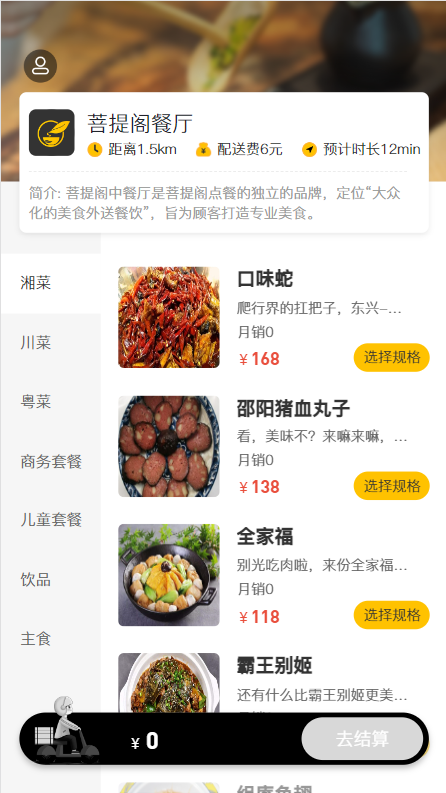 菩提阁餐厅
距离1.5km 配送费6元 预计时长12min
简介: 菩提阁中餐厅是菩提阁点餐的独立的品牌，定位“大众
化的美食外送餐饮”，旨为顾客打造专业美食。
湘菜
川菜
粤菜
商务套餐
儿童套餐
饮品
主食
口味蛇
爬行界的扛把子，东兴-...
月销0
￥168
选择规格
邵阳猪血丸子
看，美味不？来嘛来嘛，...
月销0
￥138
选择规格
全家福
别光吃肉啦，来份全家福...
月销0
￥118
选择规格
霸王别姬
还有什么比霸王别姬更美...
￥0
去结算